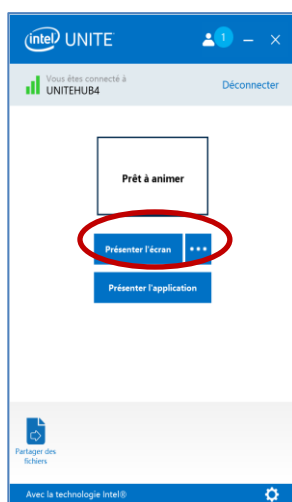 intel UNITE
1
Vous êtes connecté à
UNITEHUB4
Déconnecter
Prêt à animer
Présenter l'écran
Présenter l'application
Partager des
fichiers
Avec la technologie Intel®